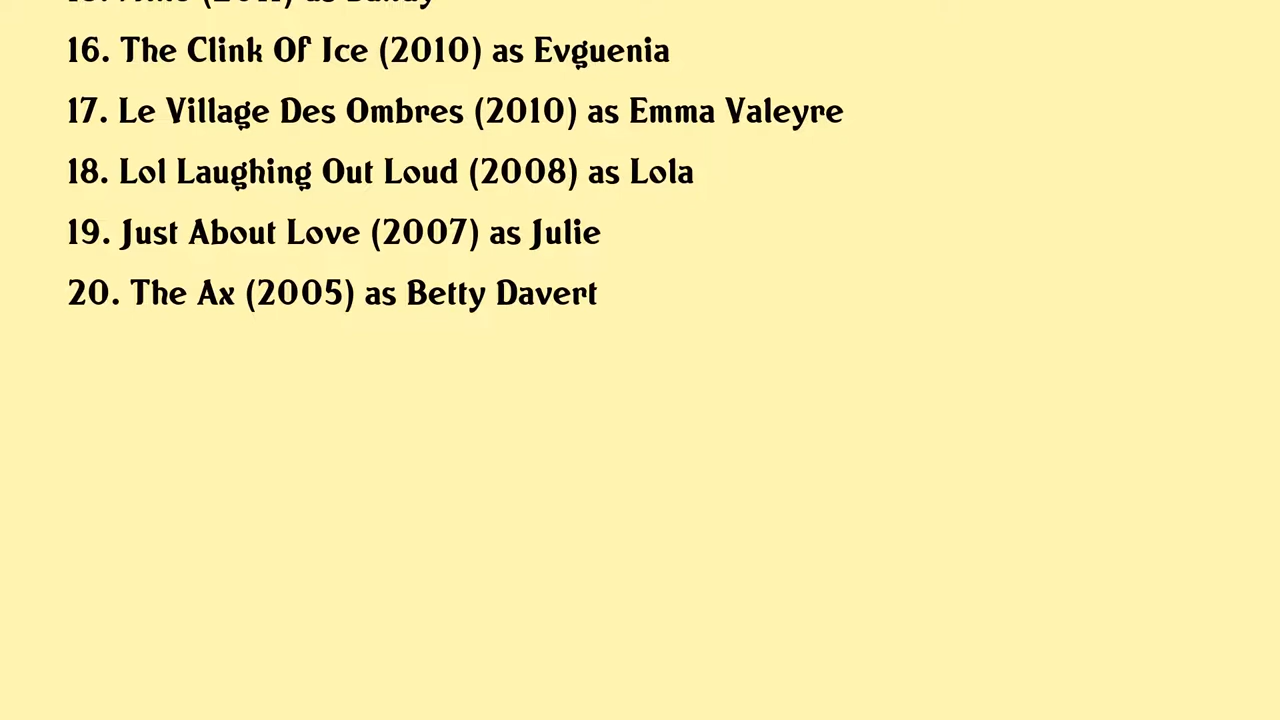 16. The Clink Of Ice (2010) as Evguenia
17. Le Village Des Ombres (2010) as Emma Valeyre
18. Lol Laughing Out Loud (2008) as Lola
19. Just About Love (2007) as Julie
20. The Ax (2005) as Betty Davert